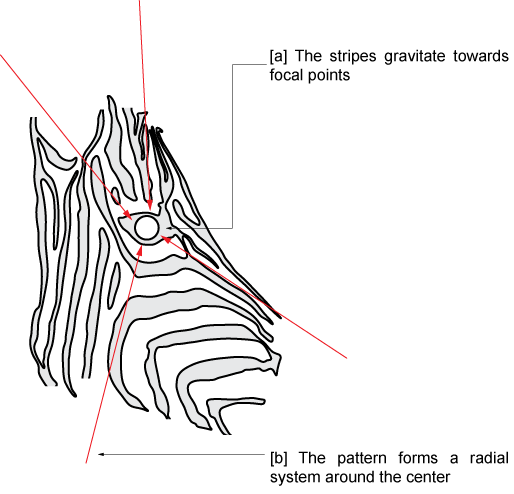 [a] The stripes gravitate towards
focal points
[b] The pattern forms a radial
system around the center